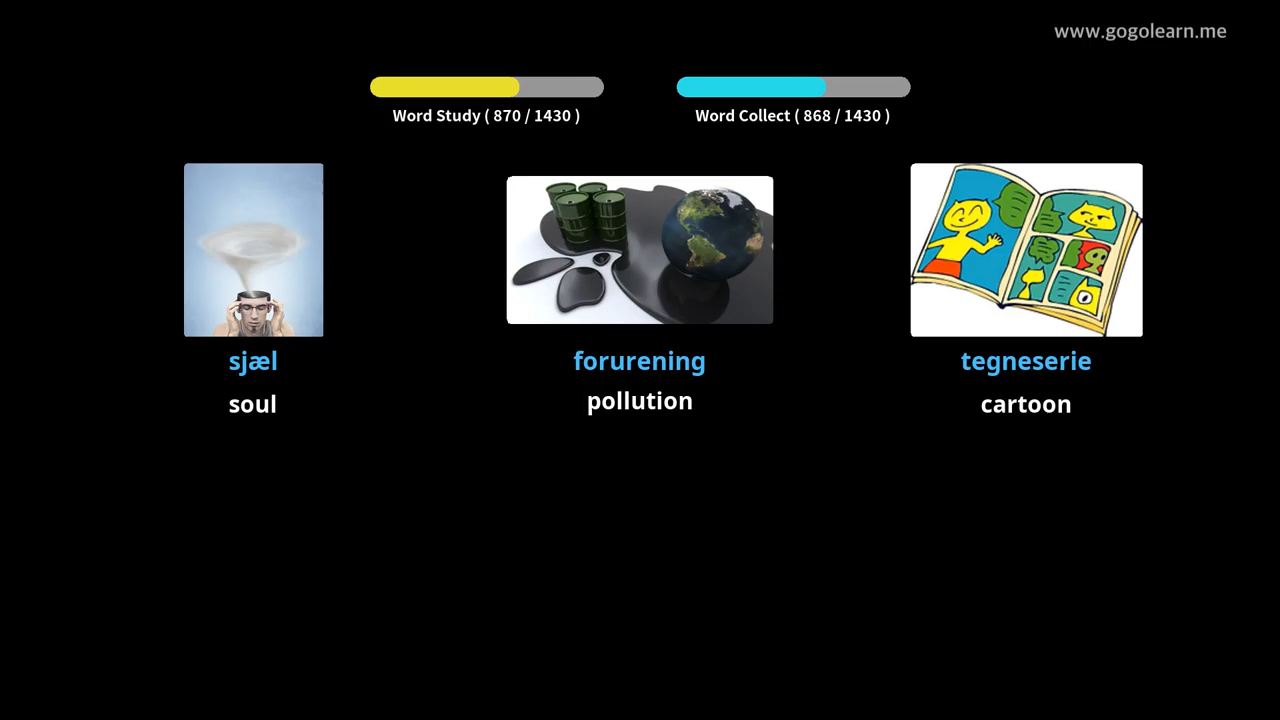 www.gogolearn.me
Word Study ( 870 / 1430 )
Word Collect ( 868 / 1430 )
sjæl
soul
forurening
pollution
tegneserie
cartoon